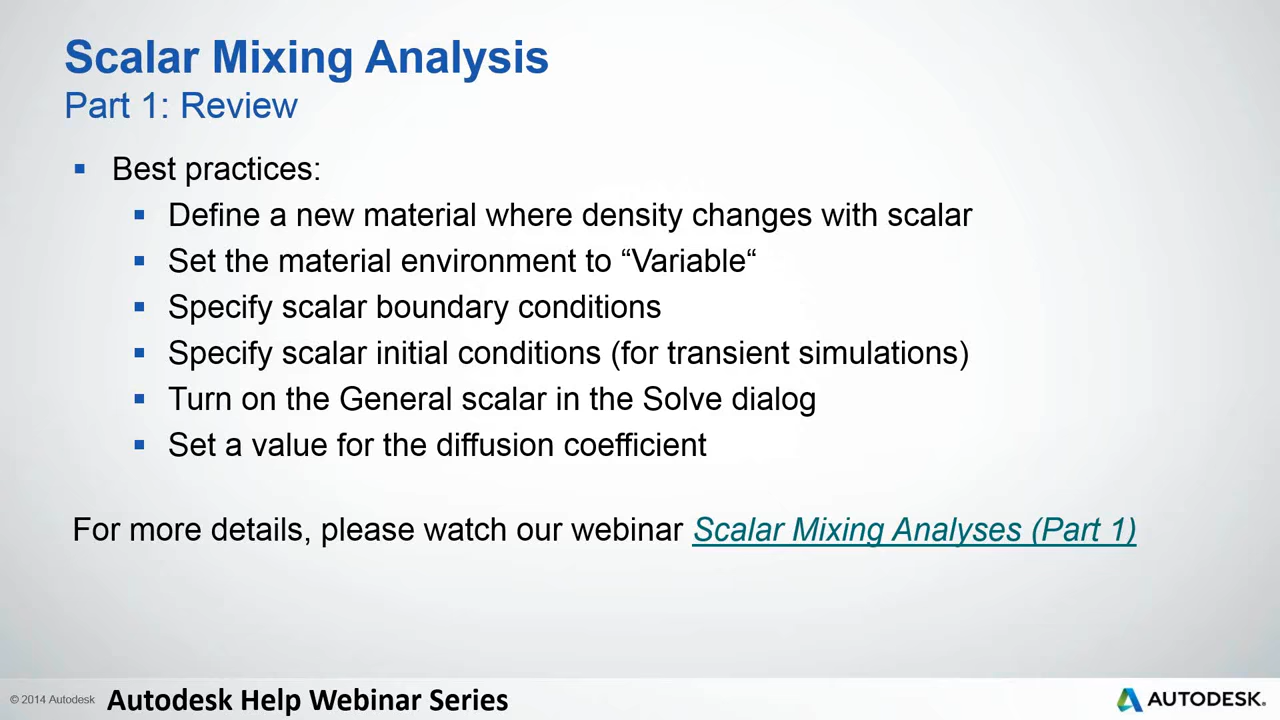 Scalar Mixing Analysis
Part 1: Review
▪ Best practices:
▪ Define a new material where density changes with scalar
▪ Set the material environment to “Variable“
▪ Specify scalar boundary conditions
▪ Specify scalar initial conditions (for transient simulations)
▪ Turn on the General scalar in the Solve dialog
▪ Set a value for the diffusion coefficient
For more details, please watch our webinar Scalar Mixing Analyses (Part 1)
© 2014 Autodesk Autodesk Help Webinar Series AUTODESK.